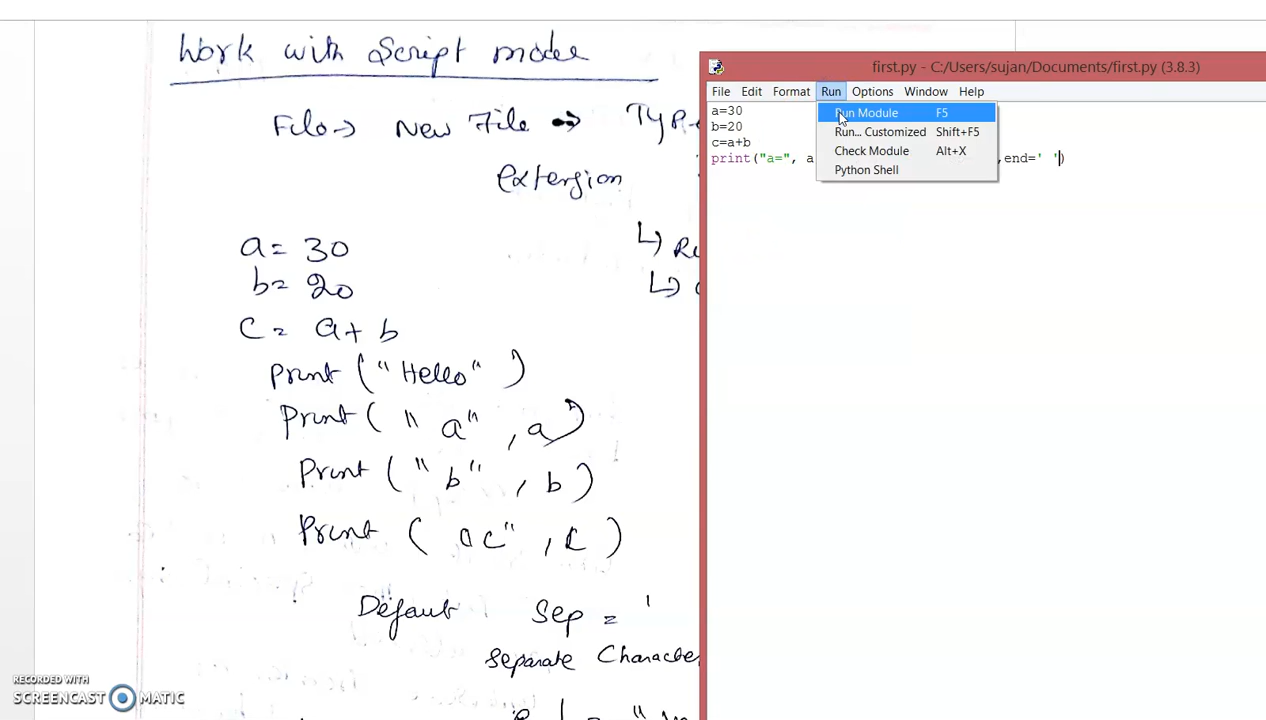 Work with Script mode
File → New File → Typ
extersion
a= 30
b= 20
C= a+ b
Print ("Hello" )
Print ( " a" , a)
Print ( " b" , b )
Print ( " c" , c )
Default Sep = '
Separate Character
first.py - C:/Users/sujan/Documents/first.py (3.8.3)
File Edit Format Run Options Window Help
a=30
b=20
c=a+b
print("a=", a ,end=' ')
Run Module F5
Run... Customized Shift+F5
Check Module Alt+X
Python Shell
RECORDED WITH
SCREENCAST MATIC